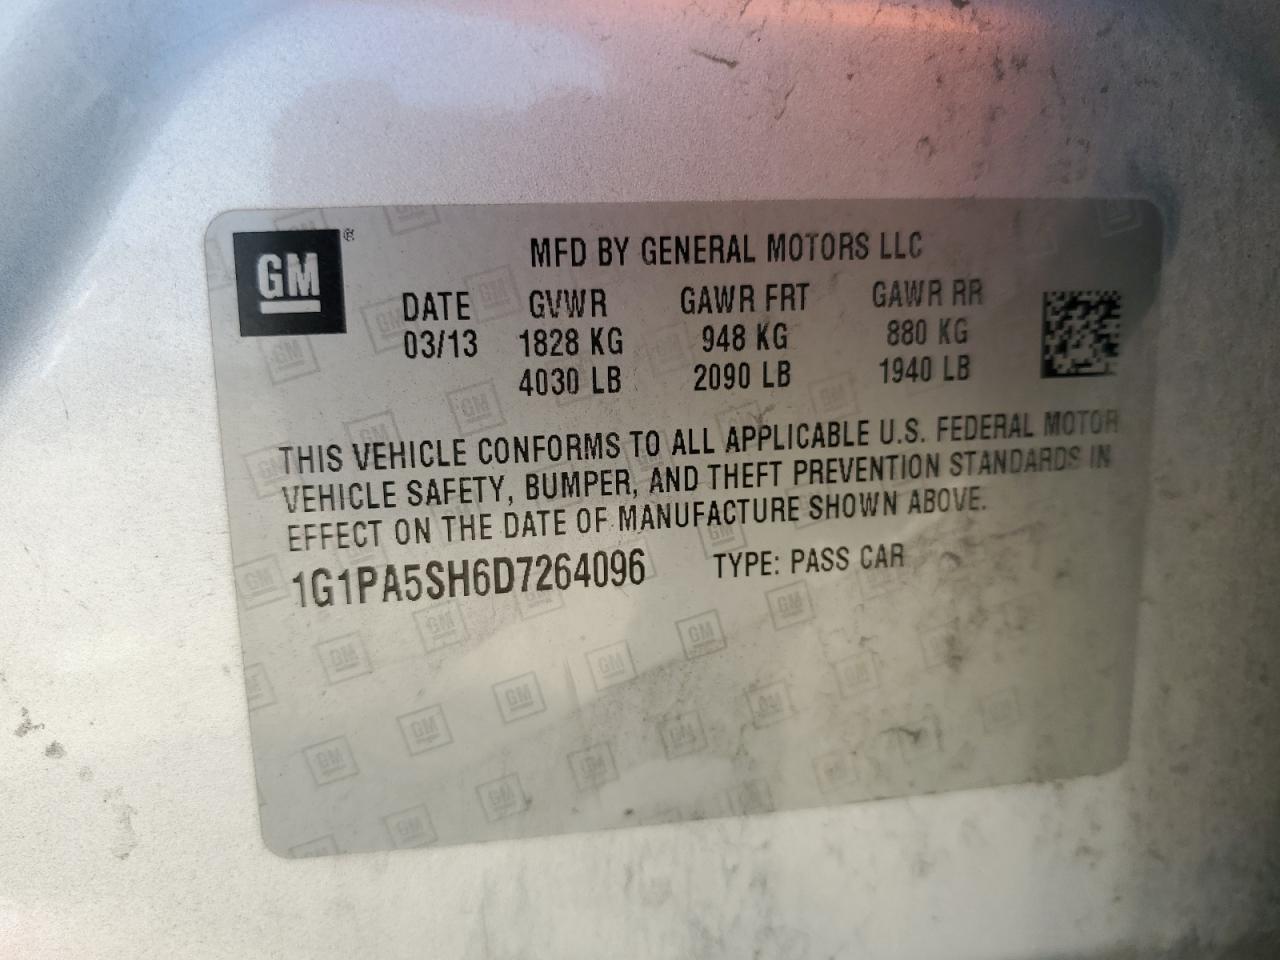 GM®
MFD BY GENERAL MOTORS LLC
DATE GVWR GAWR FRT GAWR RR
03/13 1828 KG 948 KG 880 KG
4030 LB 2090 LB 1940 LB
THIS VEHICLE CONFORMS TO ALL APPLICABLE U.S. FEDERAL MOTOR
VEHICLE SAFETY, BUMPER, AND THEFT PREVENTION STANDARDS IN
EFFECT ON THE DATE OF MANUFACTURE SHOWN ABOVE.
1G1PA5SH6D7264096 TYPE: PASS CAR